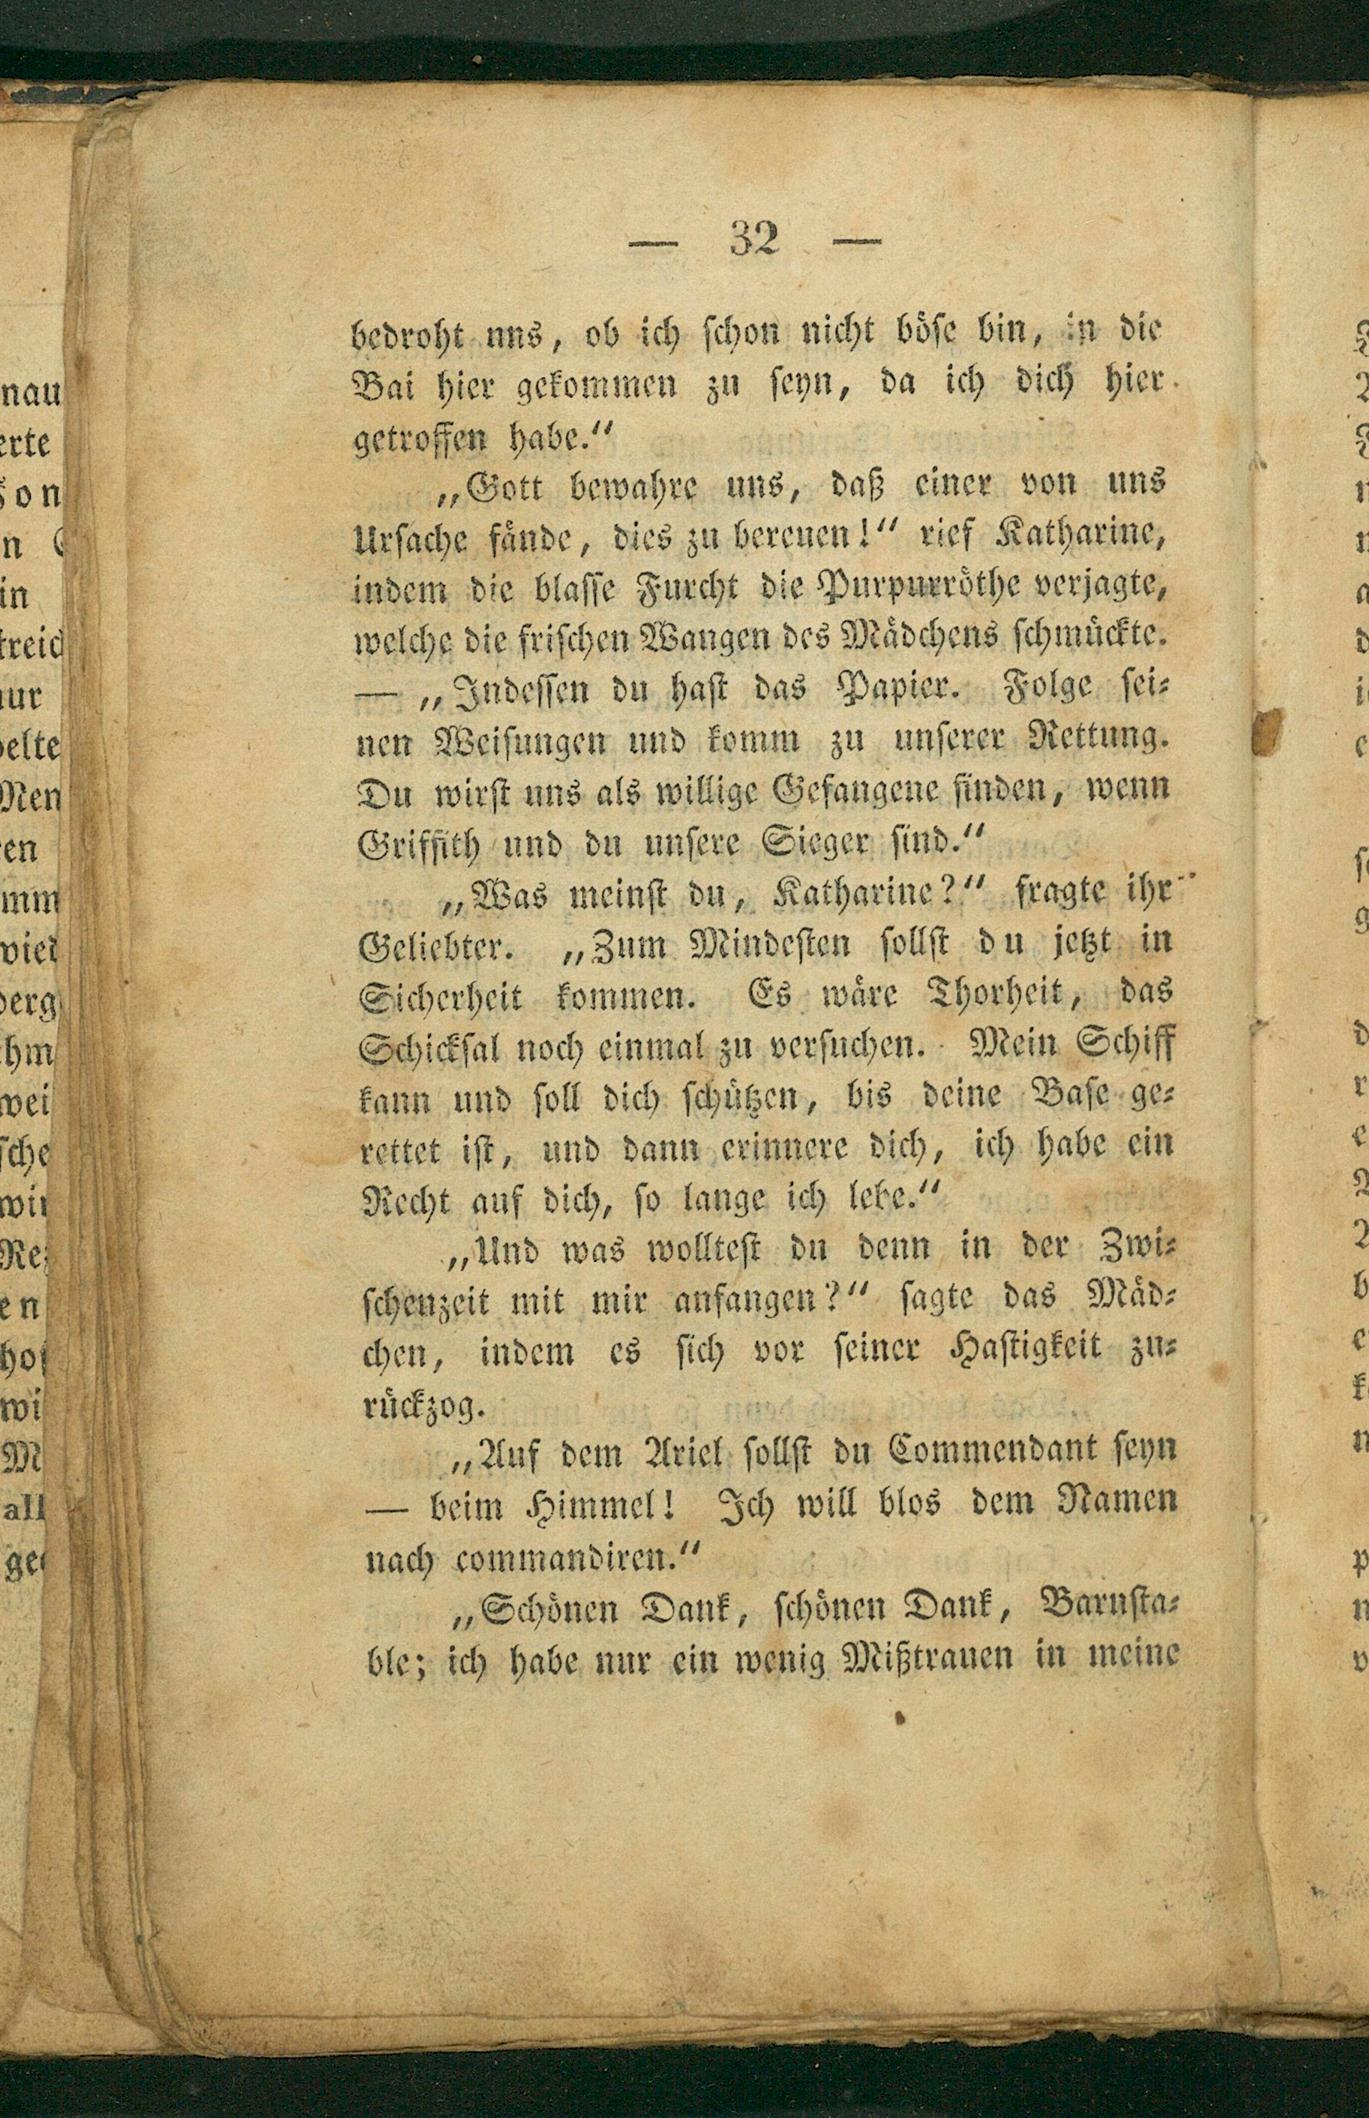 — 32 —
bedroht uns, ob ich schon nicht böse bin, in die
Bai hier gekommen zu seyn, da ich dich hier
getroffen habe.“
„Gott bewahre uns, daß einer von uns
Ursache fände, dies zu bereuen!“ rief Katharine,
indem die blasse Furcht die Purpurröthe verjagte,
welche die frischen Wangen des Mädchens schmückte.
— „Indessen du hast das Papier. Folge sei-
nen Weisungen und komm zu unserer Rettung.
Du wirst uns als willige Gefangene finden, wenn
Griffith und du unsere Sieger sind.“
„Was meinst du, Katharine?“ fragte ihr
Geliebter. „Zum Mindesten sollst du jetzt in
Sicherheit kommen. Es wäre Thorheit, das
Schicksal noch einmal zu versuchen. Mein Schiff
kann und soll dich schützen, bis deine Base ge-
rettet ist, und dann erinnere dich, ich habe ein
Recht auf dich, so lange ich lebe.“
„Und was wolltest du denn in der Zwi-
schenzeit mit mir anfangen?“ sagte das Mäd-
chen, indem es sich vor seiner Hastigkeit zu-
rückzog.
„Auf dem Ariel sollst du Commendant seyn
— beim Himmel! Ich will blos dem Namen
nach commandiren.“
„Schönen Dank, schönen Dank, Barnsta-
ble; ich habe nur ein wenig Mißtrauen in meine